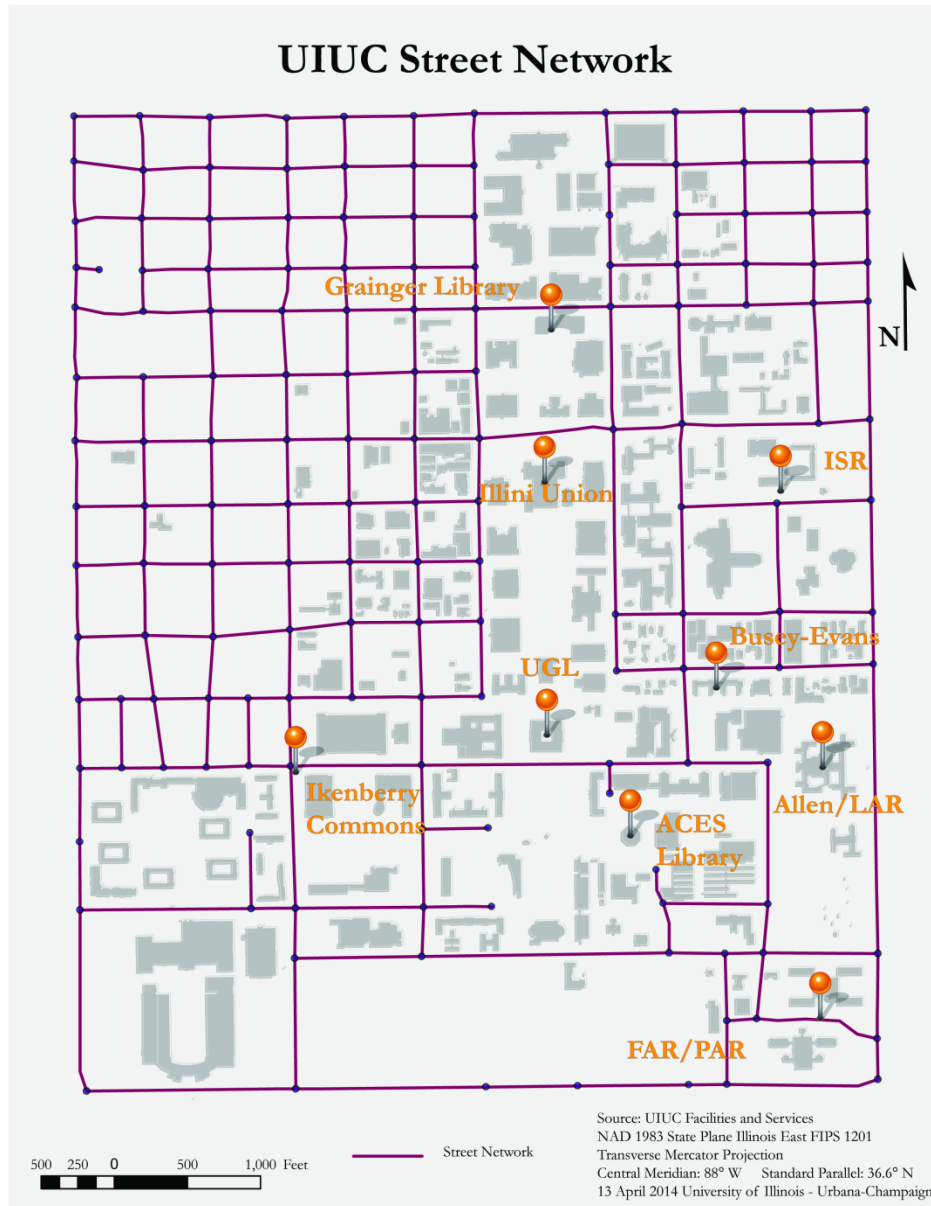 UIUC Street Network
Grainger Library
N
ISR
Illini Union
Busey-Evans
UGL
Ikenberry
Commons
Allen/LAR
ACES
Library
FAR/PAR
Source: UIUC Facilities and Services
NAD 1983 State Plane Illinois East FIPS 1201
Transverse Mercator Projection
Central Meridian: 88° W Standard Parallel: 36.6° N
13 April 2014 University of Illinois - Urbana-Champaign
Street Network
500 250 0 500 1,000 Feet